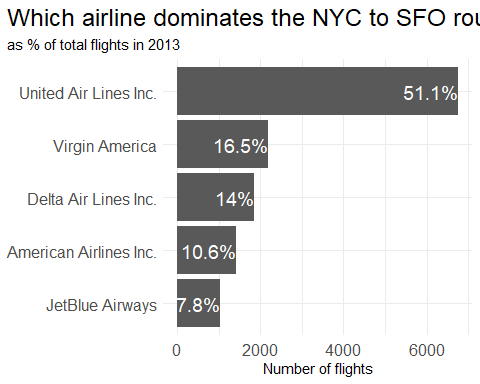 Which airline dominates the NYC to SFO rou
as % of total flights in 2013
United Air Lines Inc. 51.1%
Virgin America 16.5%
Delta Air Lines Inc. 14%
American Airlines Inc. 10.6%
JetBlue Airways 7.8%
0 2000 4000 6000
Number of flights